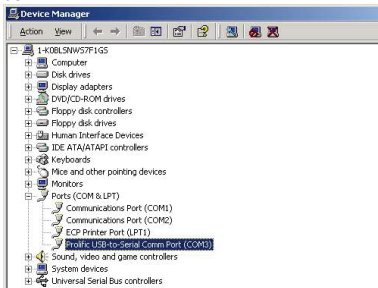 Device Manager
Action View
1-K0BLSNWS7F1GS
Computer
Disk drives
Display adapters
DVD/CD-ROM drives
Floppy disk controllers
Floppy disk drives
Human Interface Devices
IDE ATA/ATAPI controllers
Keyboards
Mice and other pointing devices
Monitors
Ports (COM & LPT)
Communications Port (COM1)
Communications Port (COM2)
ECP Printer Port (LPT1)
Prolific USB-to-Serial Comm Port (COM3)
Sound, video and game controllers
System devices
Universal Serial Bus controllers